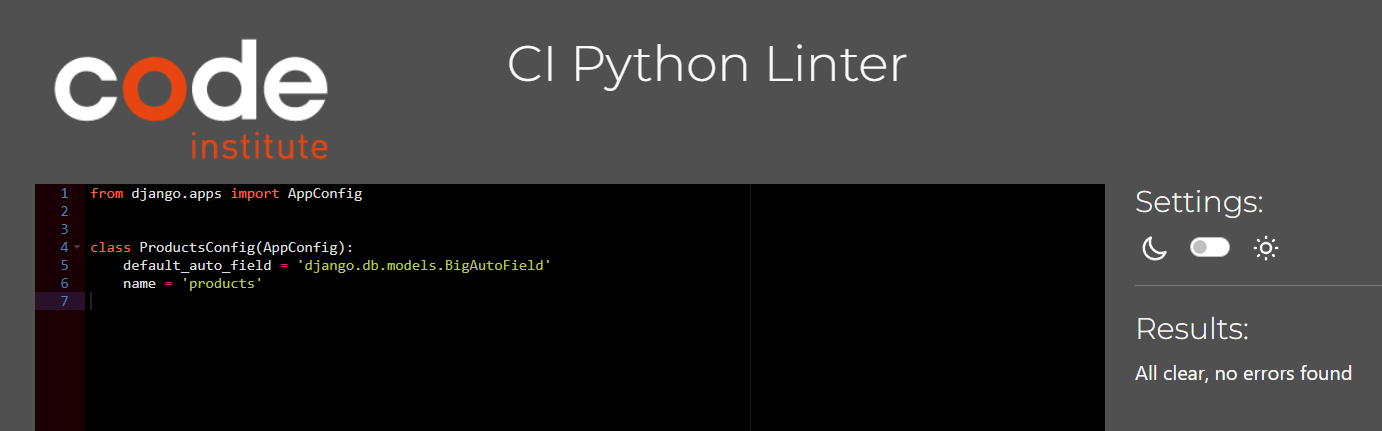 code
institute
CI Python Linter
1 from django.apps import AppConfig
2
3
4 class ProductsConfig(AppConfig):
5     default_auto_field = 'django.db.models.BigAutoField'
6     name = 'products'
7
Settings:
Results:
All clear, no errors found